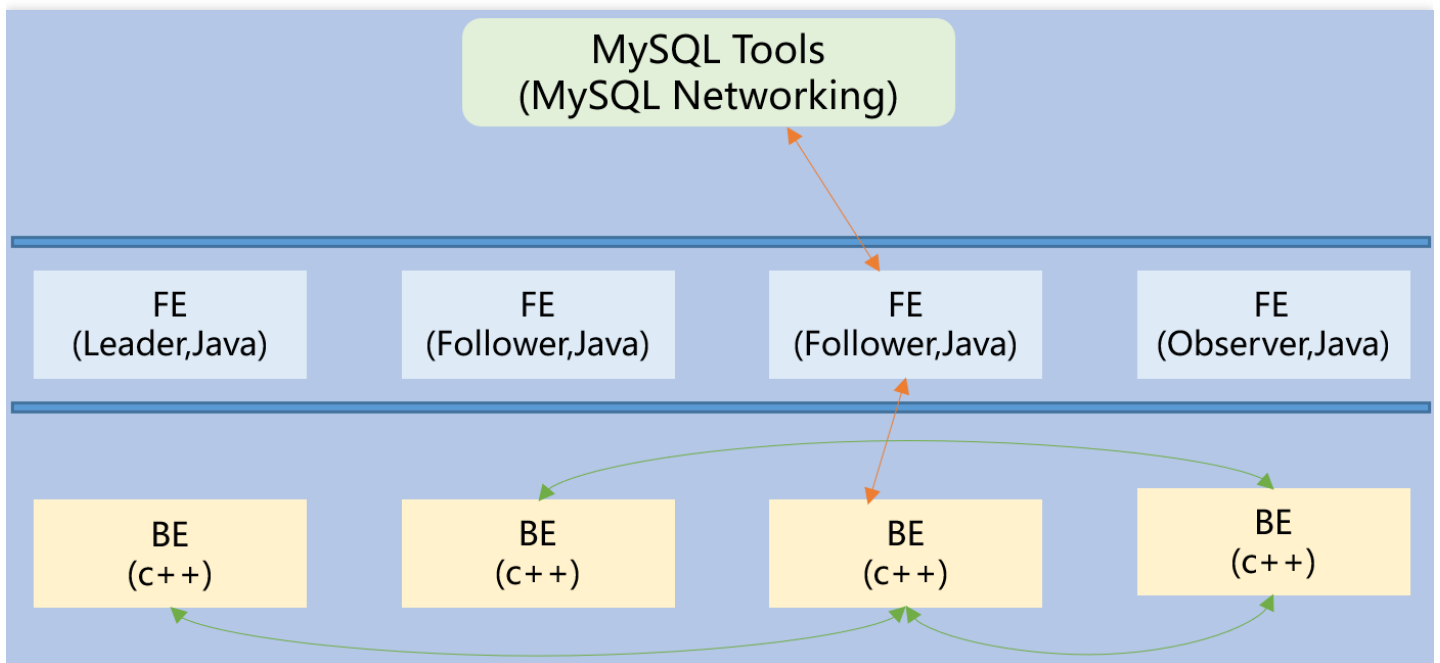 MySQL Tools
(MySQL Networking)
FE
(Leader,Java)
FE
(Follower,Java)
FE
(Follower,Java)
FE
(Observer,Java)
BE
(c++)
BE
(c++)
BE
(c++)
BE
(c++)